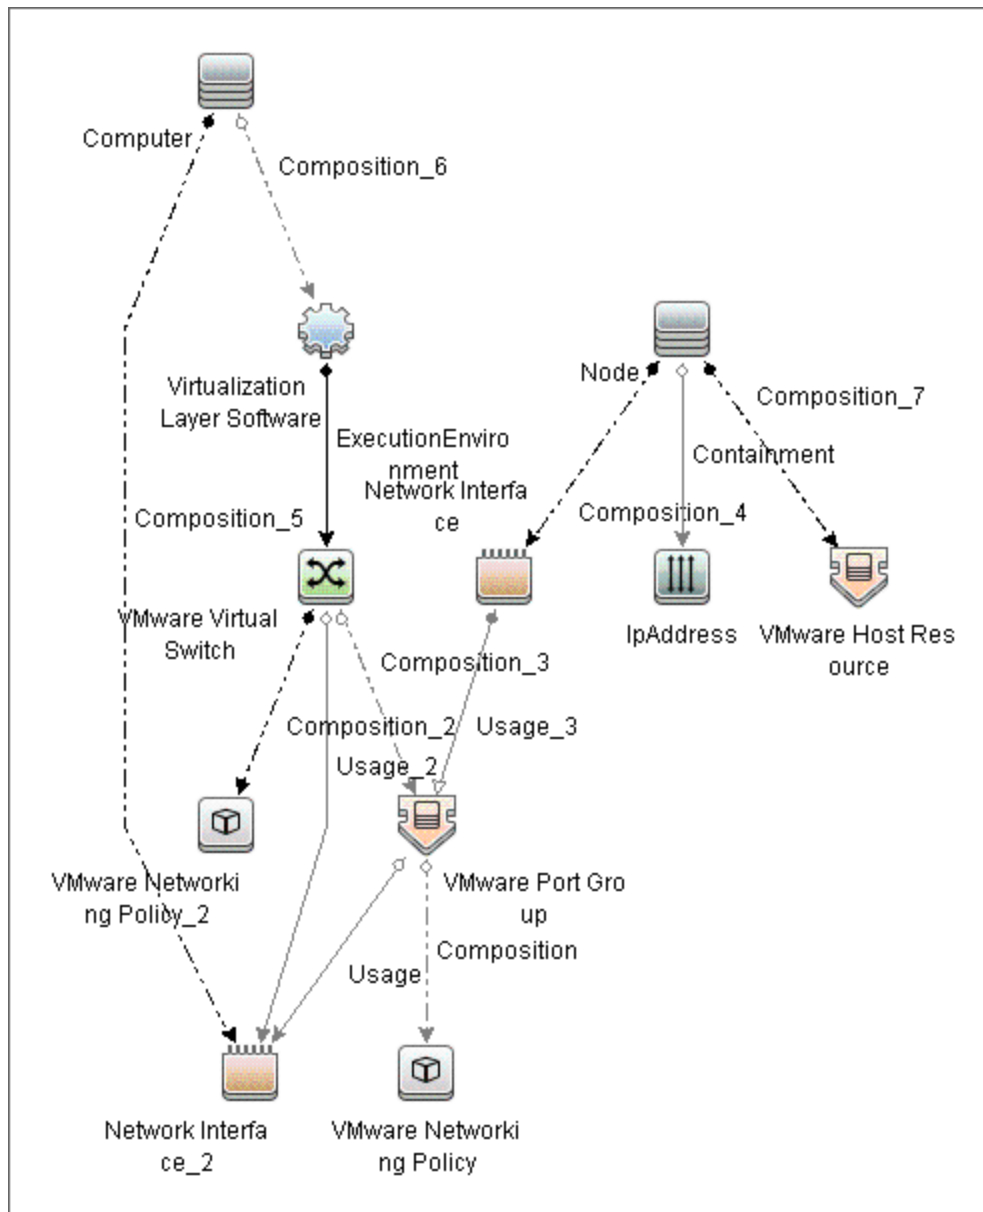 Computer
Composition_6
Node
Virtualization
Layer Software
Composition_7
ExecutionEnviro
nment
Containment
Network Interfa
ce
Composition_5
Composition_4
VMware Virtual
Switch
IpAddress
VMware Host Res
ource
Composition_3
Composition_2
Usage_3
Usage_2
VMware Networki
ng Policy_2
VMware Port Gro
up
Composition
Usage
Network Interfa
ce_2
VMware Networki
ng Policy